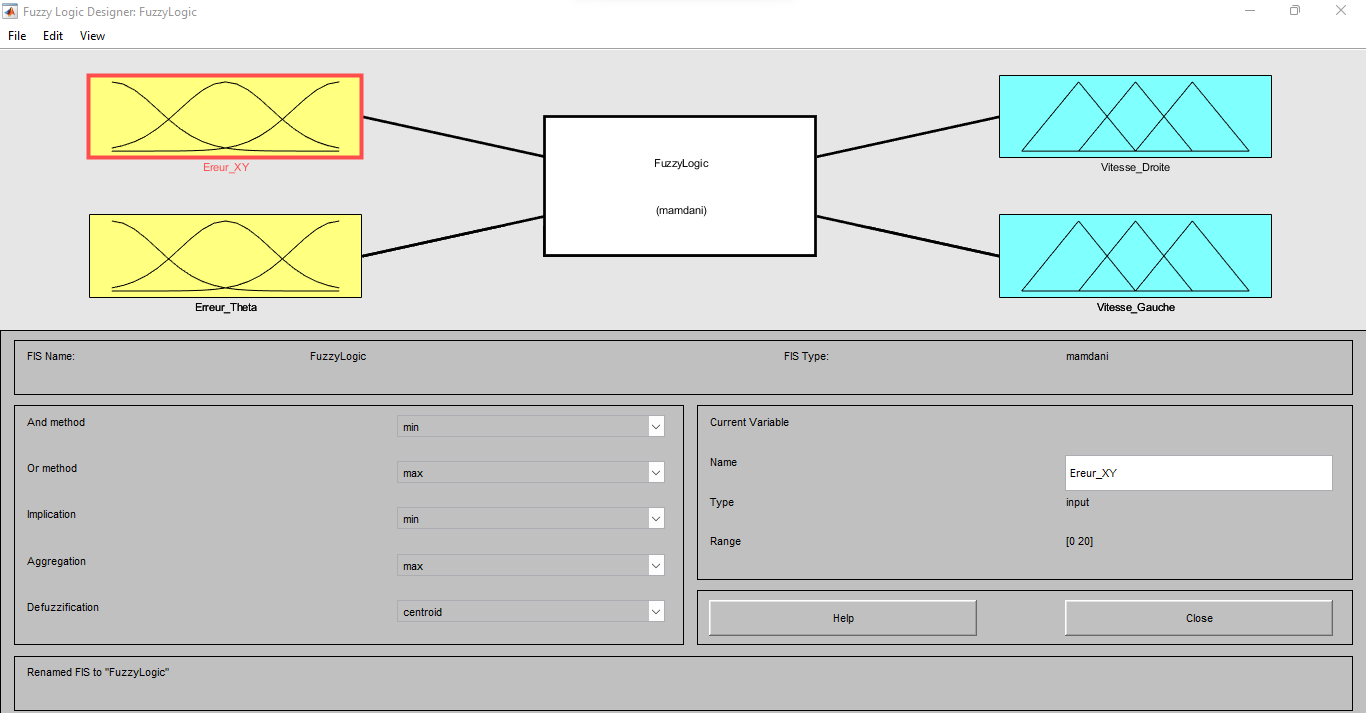 Fuzzy Logic Designer: FuzzyLogic
File Edit View
Ereur_XY
Erreur_Theta
FuzzyLogic
(mamdani)
Vitesse_Droite
Vitesse_Gauche
FIS Name: FuzzyLogic FIS Type: mamdani
And method min
Or method max
Implication min
Aggregation max
Defuzzification centroid
Current Variable
Name Ereur_XY
Type input
Range [0 20]
Help Close
Renamed FIS to "FuzzyLogic"